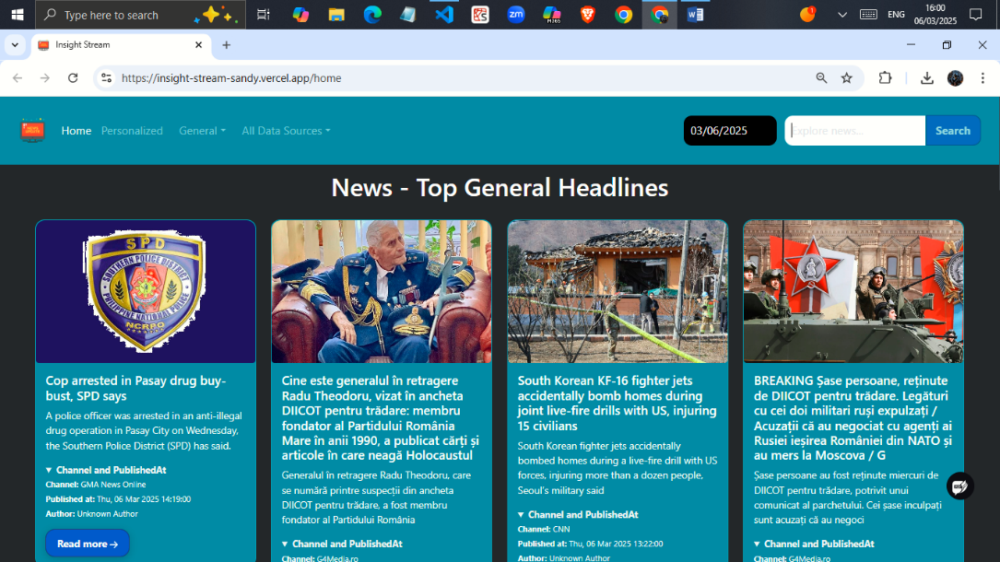 Type here to search
ENG
16:00
06/03/2025
Insight Stream
https://insight-stream-sandy.vercel.app/home
Home
Personalized
General
All Data Sources
03/06/2025
Explore news...
Search
News - Top General Headlines
SPD
SOUTHERN POLICE DISTRICT
PHILIPPINE NATIONAL POLICE
NCRPO
Cop arrested in Pasay drug buy-
bust, SPD says
A police officer was arrested in an anti-illegal
drug operation in Pasay City on Wednesday,
the Southern Police District (SPD) has said.
▼ Channel and PublishedAt
Channel: GMA News Online
Published at: Thu, 06 Mar 2025 14:19:00
Author: Unknown Author
Read more →
Cine este generalul în retragere
Radu Theodoru, vizat în ancheta
DIICOT pentru trădare: membru
fondator al Partidului România
Mare în anii 1990, a publicat cărți și
articole în care neagă Holocaustul
Generalul în retragere Radu Theodoru, care
se numără printre suspecții din ancheta
DIICOT pentru trădare, a fost membru
fondator al Partidului România
▼ Channel and PublishedAt
Channel: G4Media.ro
South Korean KF-16 fighter jets
accidentally bomb homes during
joint live-fire drills with US, injuring
15 civilians
South Korean fighter jets accidentally
bombed homes during a live-fire drill with US
forces, injuring more than a dozen people,
Seoul's military said
▼ Channel and PublishedAt
Channel: CNN
Published at: Thu, 06 Mar 2025 13:22:00
Author: Unknown Author
BREAKING Șase persoane, reținute
de DIICOT pentru trădare. Legături
cu cei doi militari ruși expulzați /
Acuzații că au negociat cu agenți ai
Rusiei ieșirea României din NATO și
au mers la Moscova / G
Șase persoane au fost reținute miercuri de
DIICOT pentru trădare, potrivit unui
comunicat al parchetului. Cei șase inculpați
sunt acuzați că au negoci
▼ Channel and PublishedAt
Channel: G4Media.ro